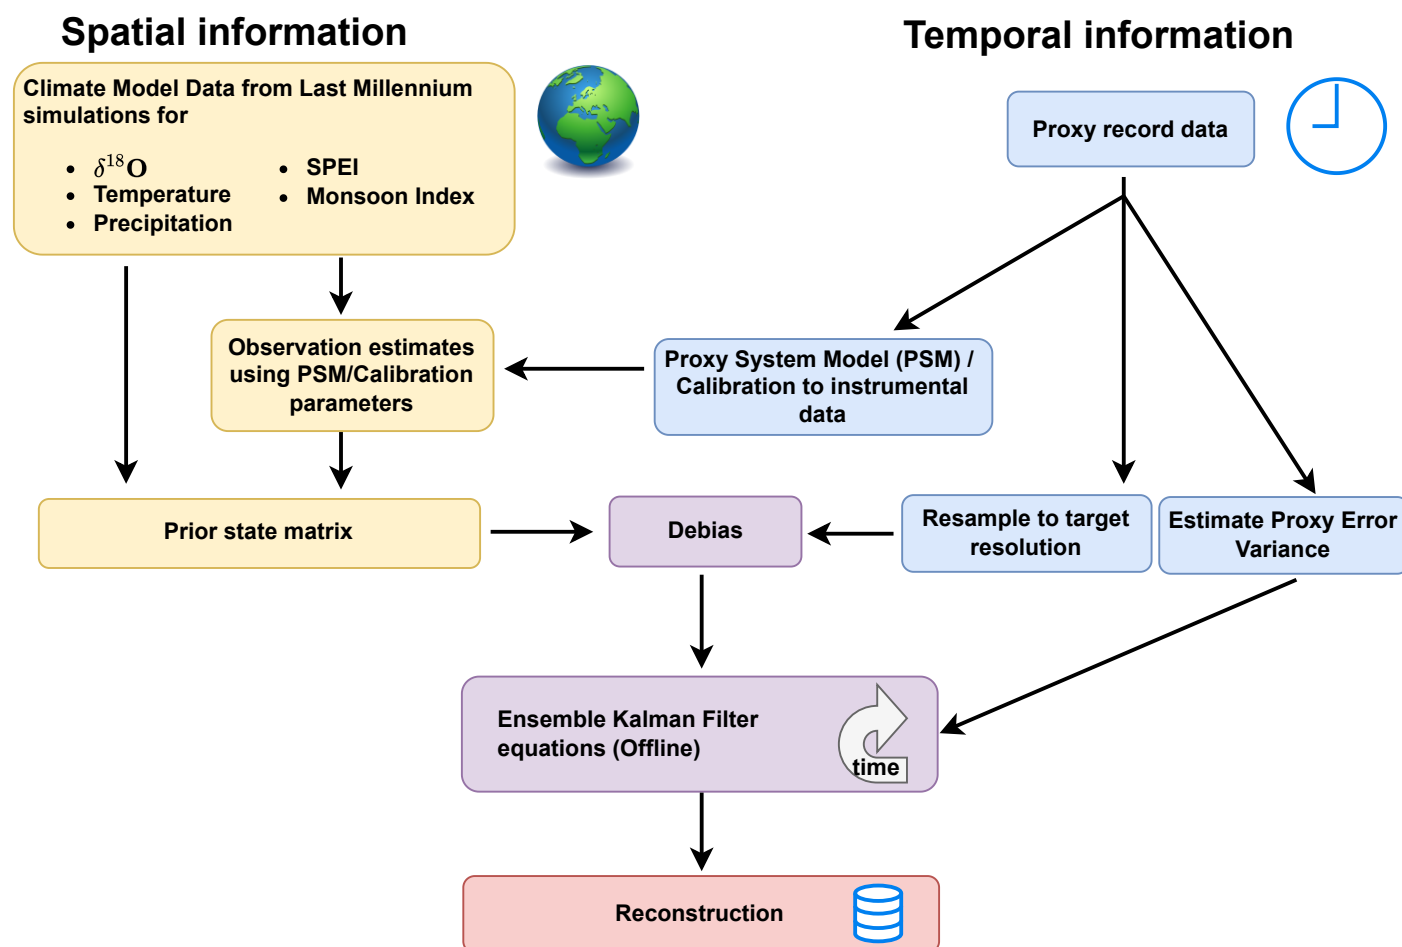 Spatial information
Temporal information
Climate Model Data from Last Millennium
simulations for
• δ¹⁸O
• Temperature
• Precipitation
• SPEI
• Monsoon Index
Proxy record data
Observation estimates
using PSM/Calibration
parameters
Proxy System Model (PSM) /
Calibration to instrumental
data
Prior state matrix
Debias
Resample to target
resolution
Estimate Proxy Error
Variance
Ensemble Kalman Filter
equations (Offline)
time
Reconstruction